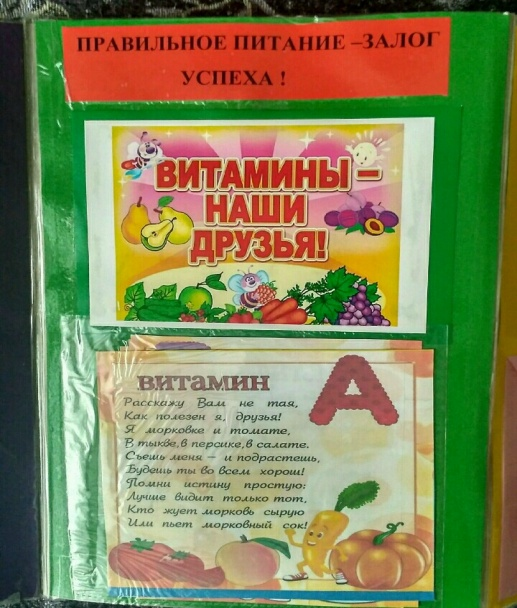 ПРАВИЛЬНОЕ ПИТАНИЕ –ЗАЛОГ
УСПЕХА !
ВИТАМИНЫ –
НАШИ
ДРУЗЬЯ!
витамин А
Расскажу Вам не тая,
Как полезен я, друзья!
Я морковке и томате,
В тыкве, в персике, в салате.
Съешь меня – и подрастешь,
Будешь ты во всем хорош!
Помни истину простую:
Лучше видит только тот,
Кто жует морковь сырую
Или пьет морковный сок!